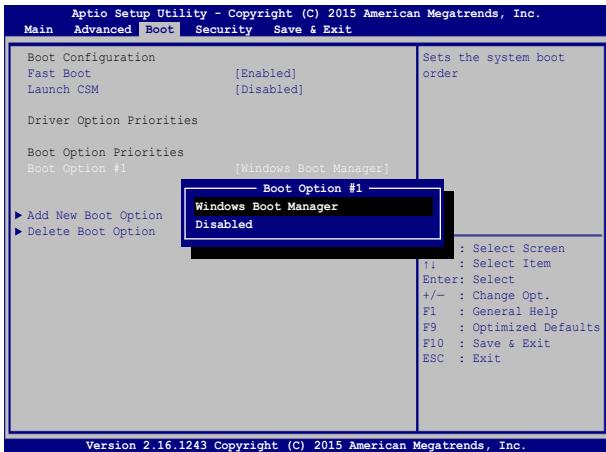 Aptio Setup Utility - Copyright (C) 2015 American Megatrends, Inc.
Main Advanced Boot Security Save & Exit
Boot Configuration
Fast Boot [Enabled]
Launch CSM [Disabled]
Driver Option Priorities
Boot Option Priorities
Boot Option #1 [Windows Boot Manager]
Boot Option #1
Windows Boot Manager
Disabled
▶ Add New Boot Option
▶ Delete Boot Option
Sets the system boot
order
: Select Screen
↑↓ : Select Item
Enter: Select
+/— : Change Opt.
F1 : General Help
F9 : Optimized Defaults
F10 : Save & Exit
ESC : Exit
Version 2.16.1243 Copyright (C) 2015 American Megatrends, Inc.